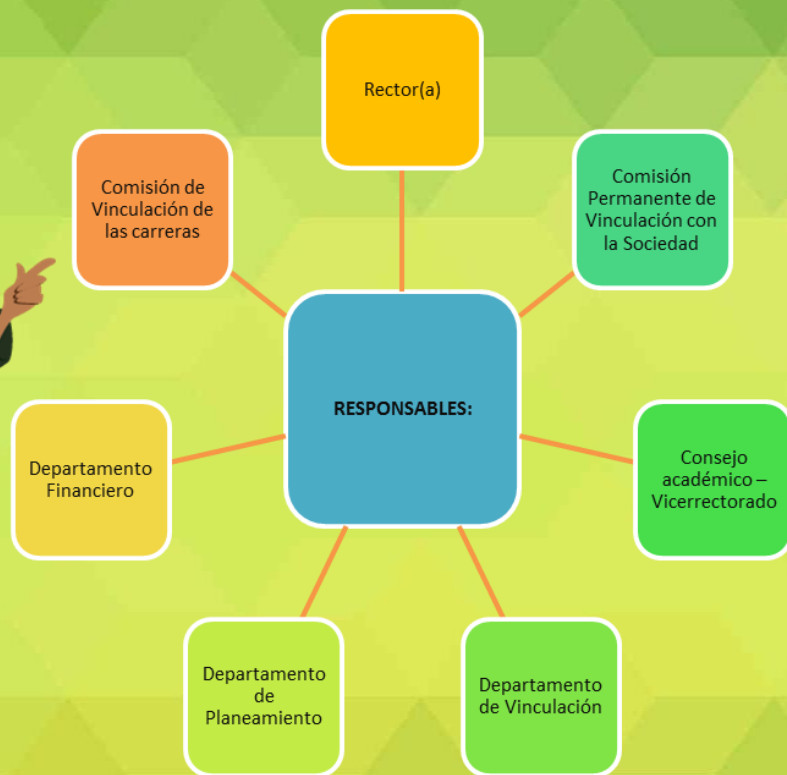 Rector(a)
Comisión de
Vinculación de
las carreras
Comisión
Permanente de
Vinculación con
la Sociedad
RESPONSABLES:
Departamento
Financiero
Consejo
académico –
Vicerrectorado
Departamento
de
Planeamiento
Departamento
de Vinculación